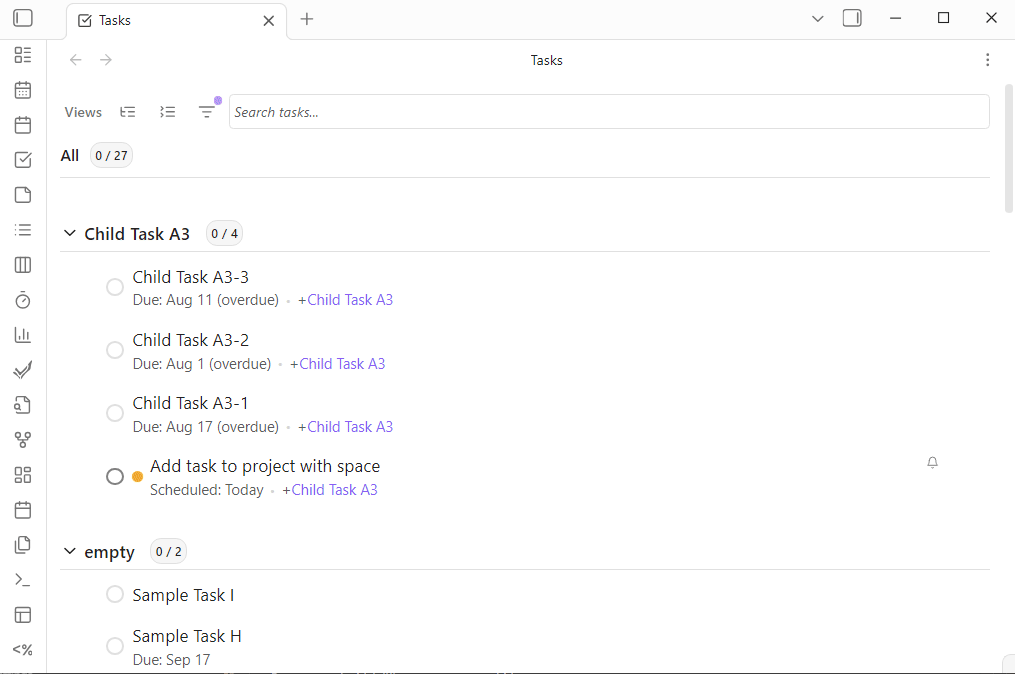 Tasks
Tasks
Views
Search tasks...
All 0 / 27
Child Task A3 0 / 4
Child Task A3-3
Due: Aug 11 (overdue) • +Child Task A3
Child Task A3-2
Due: Aug 1 (overdue) • +Child Task A3
Child Task A3-1
Due: Aug 17 (overdue) • +Child Task A3
Add task to project with space
Scheduled: Today • +Child Task A3
empty 0 / 2
Sample Task I
Sample Task H
Due: Sep 17
<%